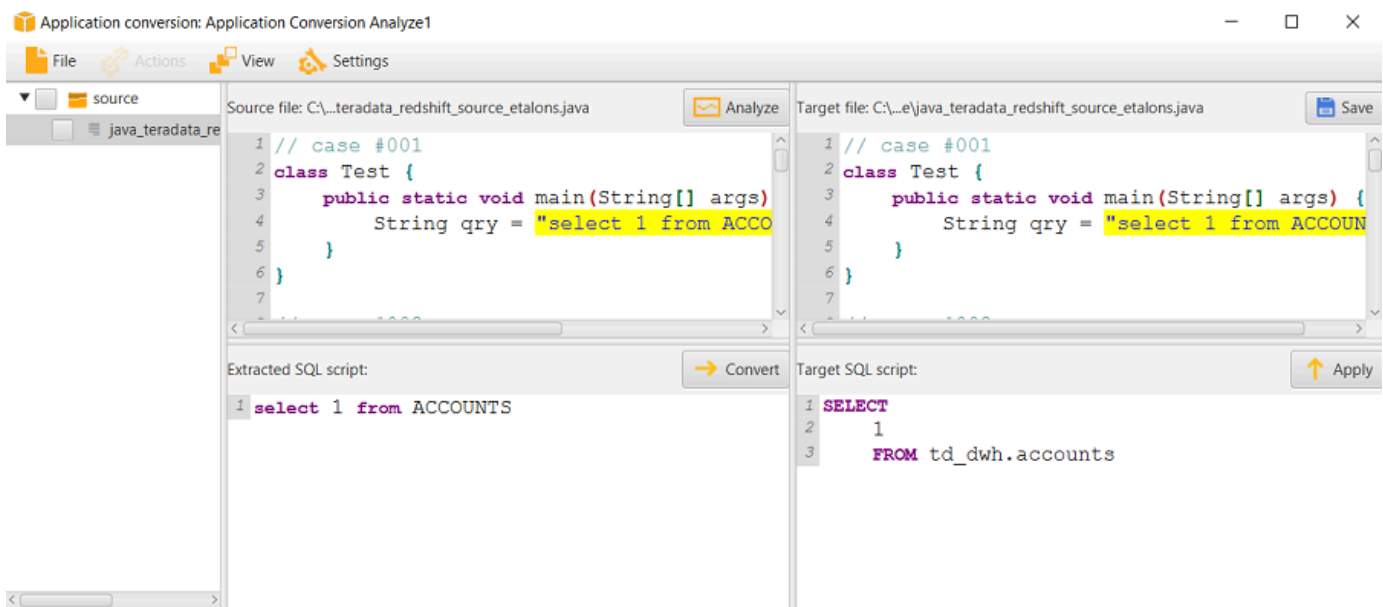 Application conversion: Application Conversion Analyze1
File Actions View Settings
source
java_teradata_re
Source file: C:\...teradata_redshift_source_etalons.java
Analyze
1 // case #001
2 class Test {
3 public static void main(String[] args)
4 String qry = "select 1 from ACCO
5 }
6 }
7
Target file: C:\...e\java_teradata_redshift_source_etalons.java
Save
1 // case #001
2 class Test {
3 public static void main(String[] args) {
4 String qry = "select 1 from ACCOUN
5 }
6 }
7
Extracted SQL script:
Convert
1 select 1 from ACCOUNTS
Target SQL script:
Apply
1 SELECT
2 1
3 FROM td_dwh.accounts